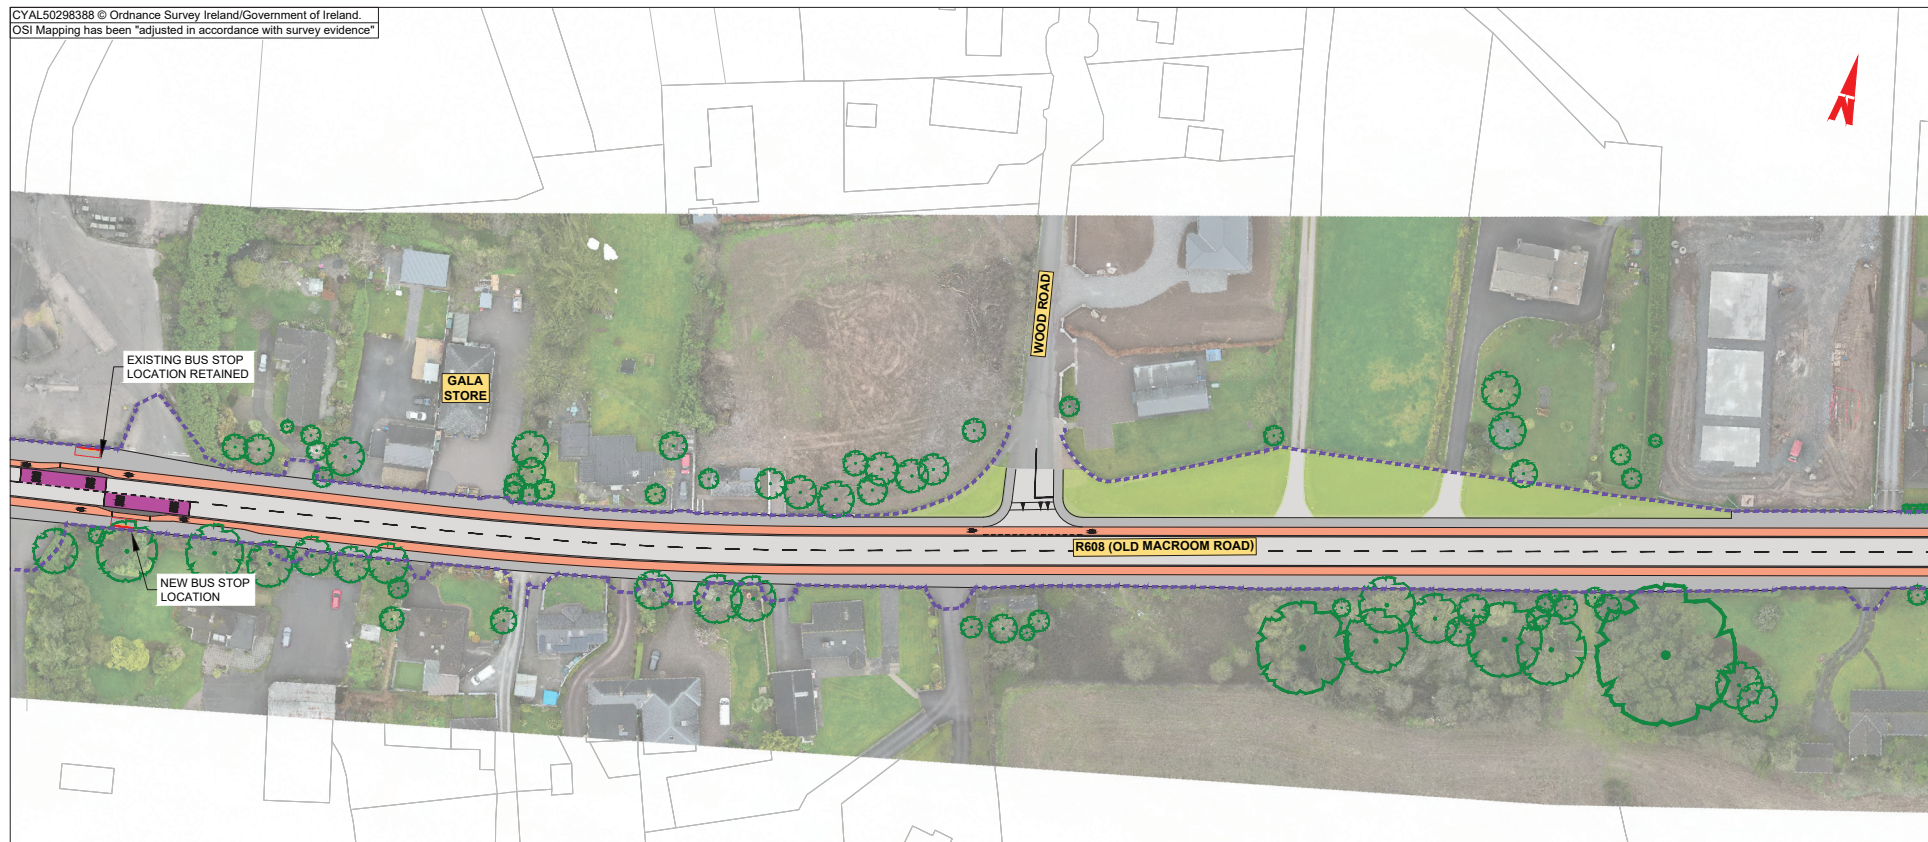 CYAL50298388 © Ordnance Survey Ireland/Government of Ireland.
OSI Mapping has been "adjusted in accordance with survey evidence"
N
WOOD ROAD
EXISTING BUS STOP
LOCATION RETAINED
GALA
STORE
R608 (OLD MACROOM ROAD)
NEW BUS STOP
LOCATION